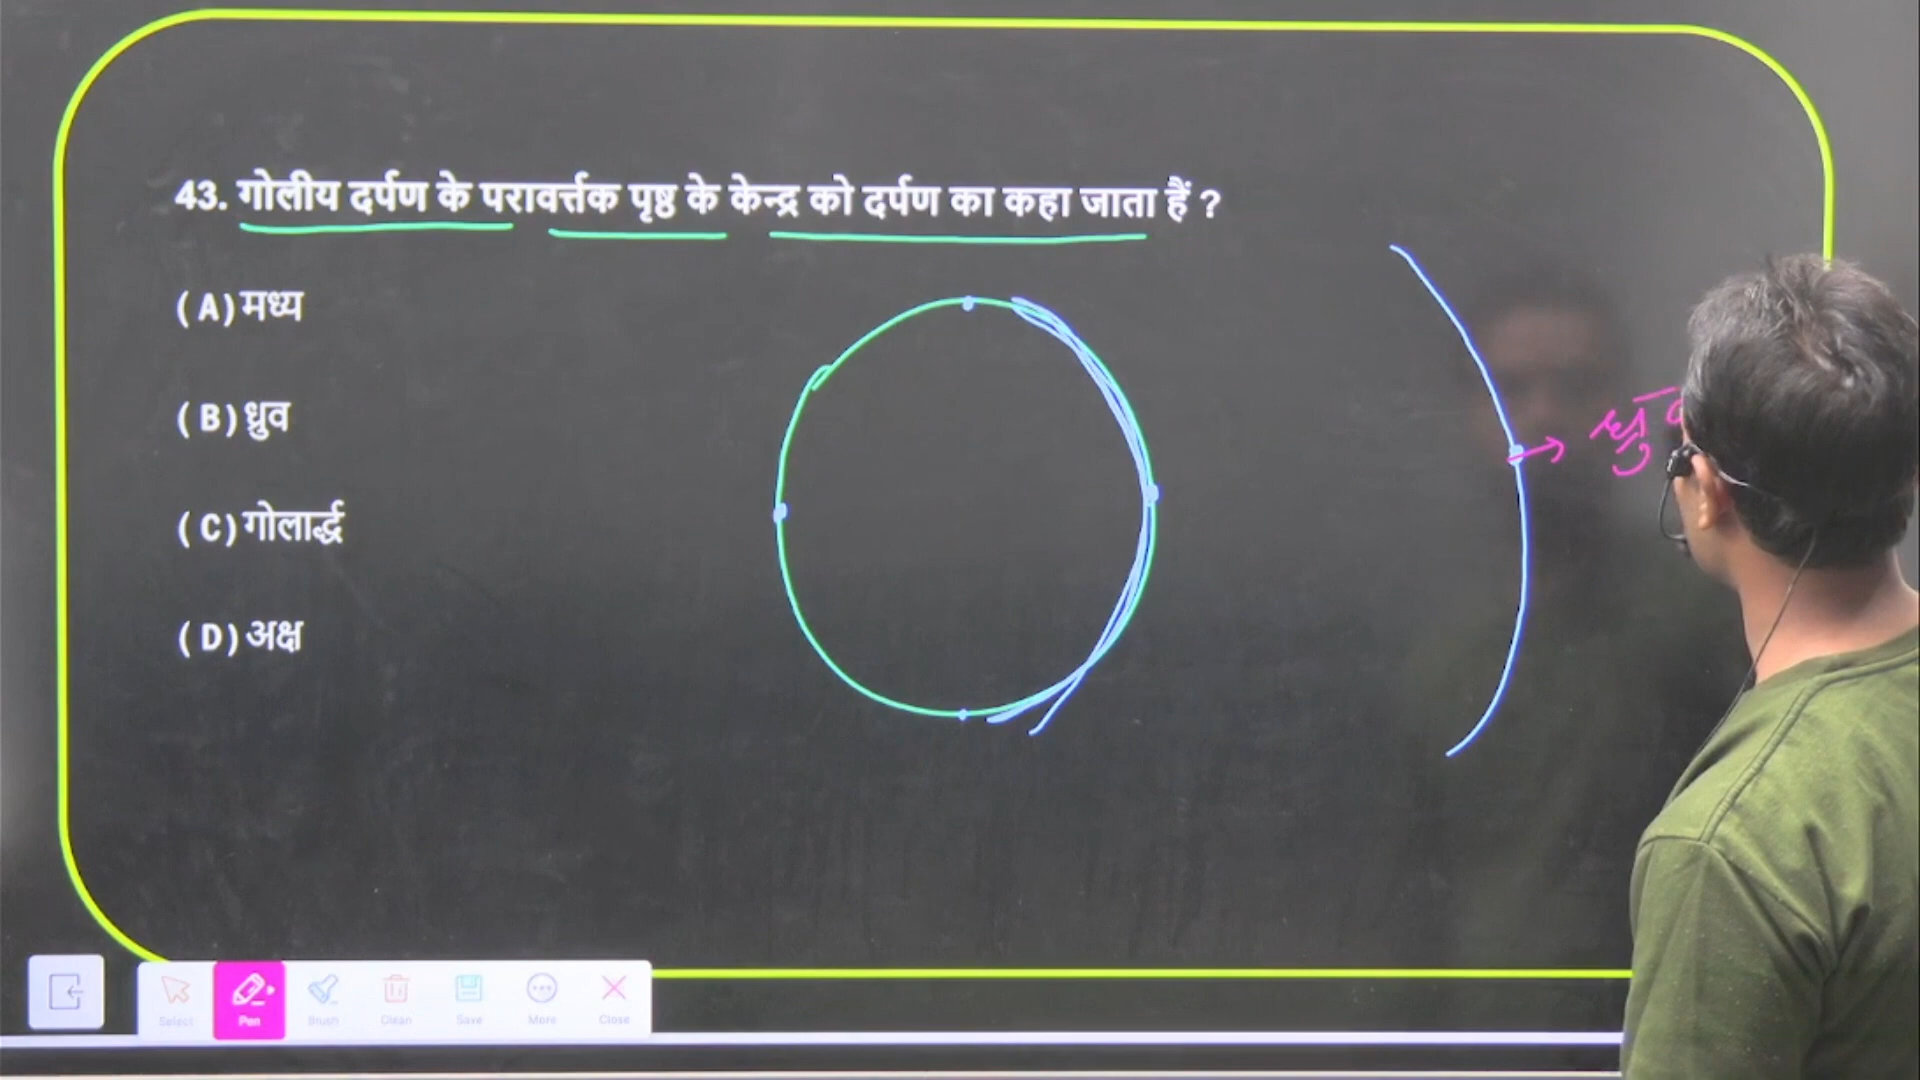 43. गोलीय दर्पण के परावर्त्तक पृष्ठ के केन्द्र को दर्पण का कहा जाता हैं ?
(A) मध्य
(B) ध्रुव
(C) गोलार्द्ध
(D) अक्ष
Select Pen Brush Clean Save More Close